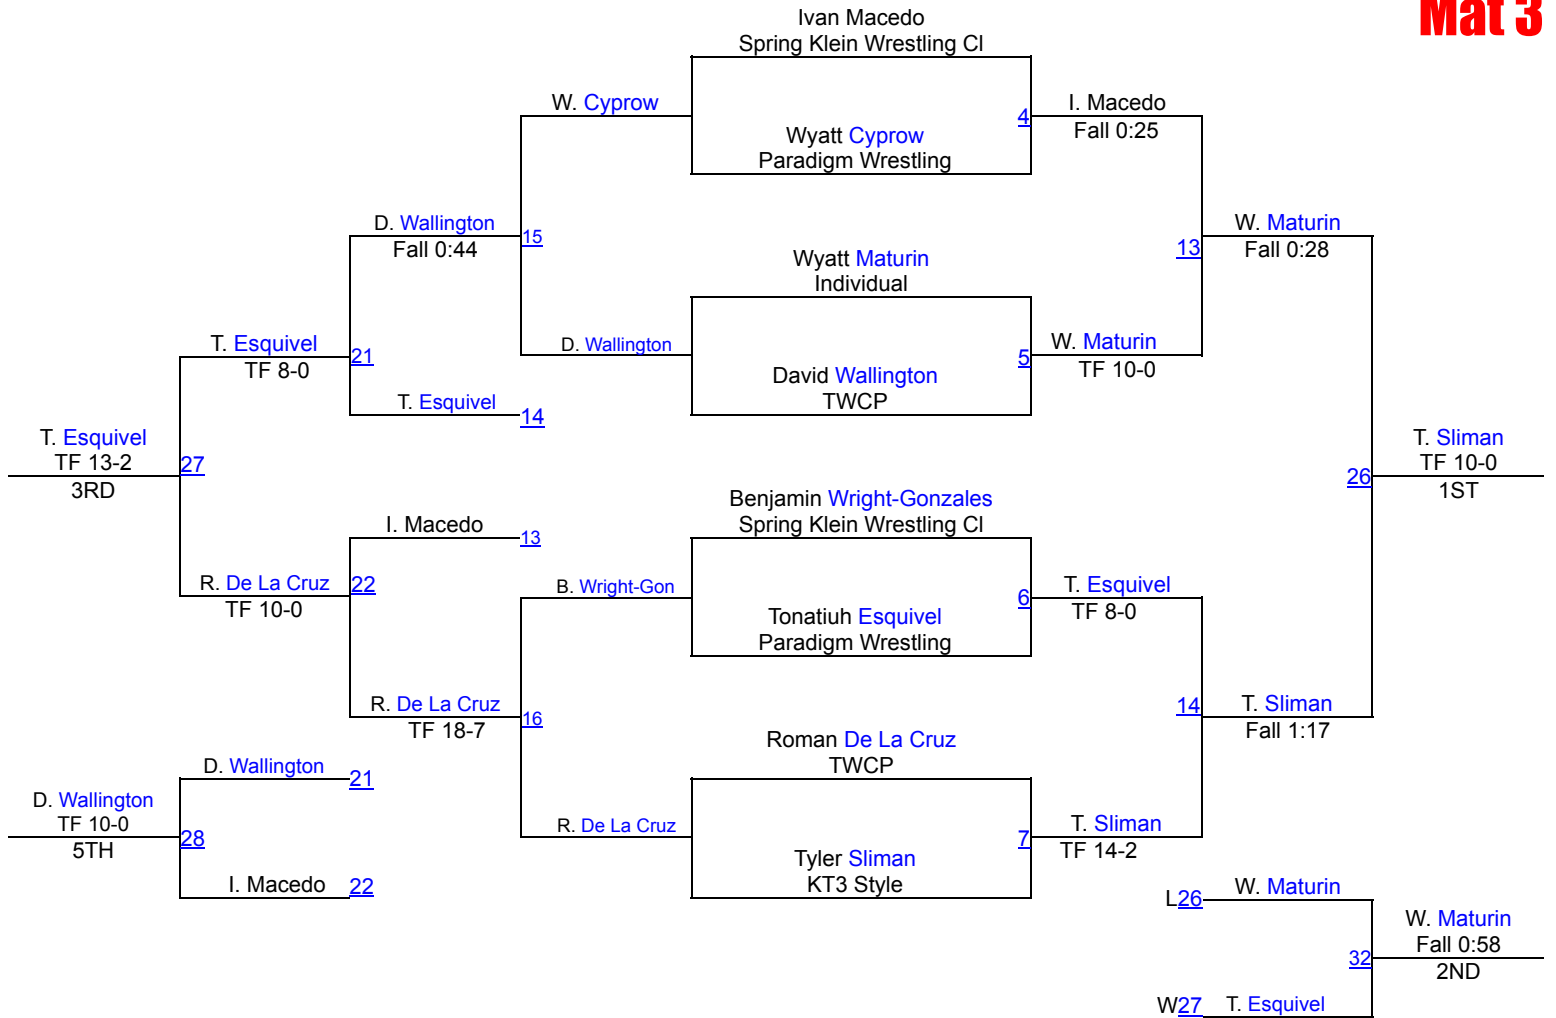 Mat 3
Ivan Macedo
Spring Klein Wrestling Cl
W. Cyprow
4
I. Macedo
Fall 0:25
Wyatt Cyprow
Paradigm Wrestling
D. Wallington
Fall 0:44
15
W. Maturin
Fall 0:28
13
Wyatt Maturin
Individual
T. Esquivel
TF 8-0
21
D. Wallington
5
W. Maturin
TF 10-0
David Wallington
TWCP
T. Esquivel
14
T. Esquivel
TF 13-2
3RD
27
T. Sliman
TF 10-0
1ST
26
Benjamin Wright-Gonzales
Spring Klein Wrestling Cl
I. Macedo
13
R. De La Cruz
TF 10-0
22
B. Wright-Gon
6
T. Esquivel
TF 8-0
Tonatiuh Esquivel
Paradigm Wrestling
R. De La Cruz
TF 18-7
16
14
T. Sliman
Fall 1:17
Roman De La Cruz
TWCP
D. Wallington
21
D. Wallington
TF 10-0
5TH
28
R. De La Cruz
7
T. Sliman
TF 14-2
Tyler Sliman
KT3 Style
I. Macedo
22
L26
W. Maturin
W. Maturin
Fall 0:58
2ND
32
W27
T. Esquivel